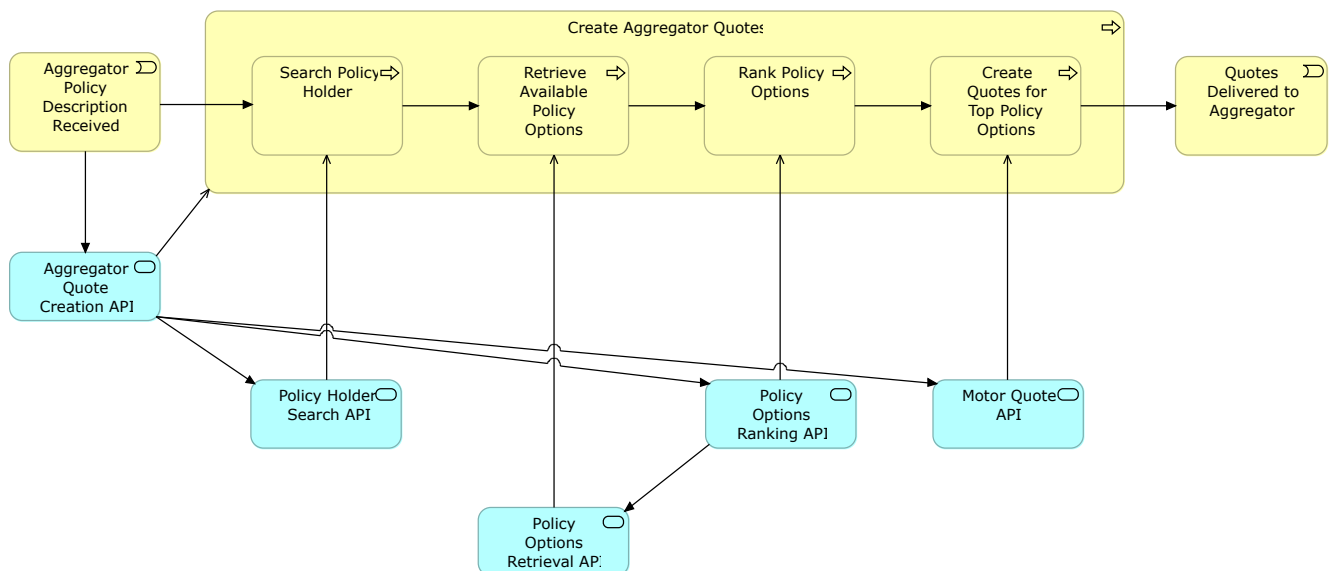 Create Aggregator Quotes
Aggregator
Policy
Description
Received
Search Policy
Holder
Retrieve
Available
Policy
Options
Rank Policy
Options
Create
Quotes for
Top Policy
Options
Quotes
Delivered to
Aggregator
Aggregator
Quote
Creation API
Policy Holder
Search API
Policy
Options
Ranking API
Motor Quote
API
Policy
Options
Retrieval API